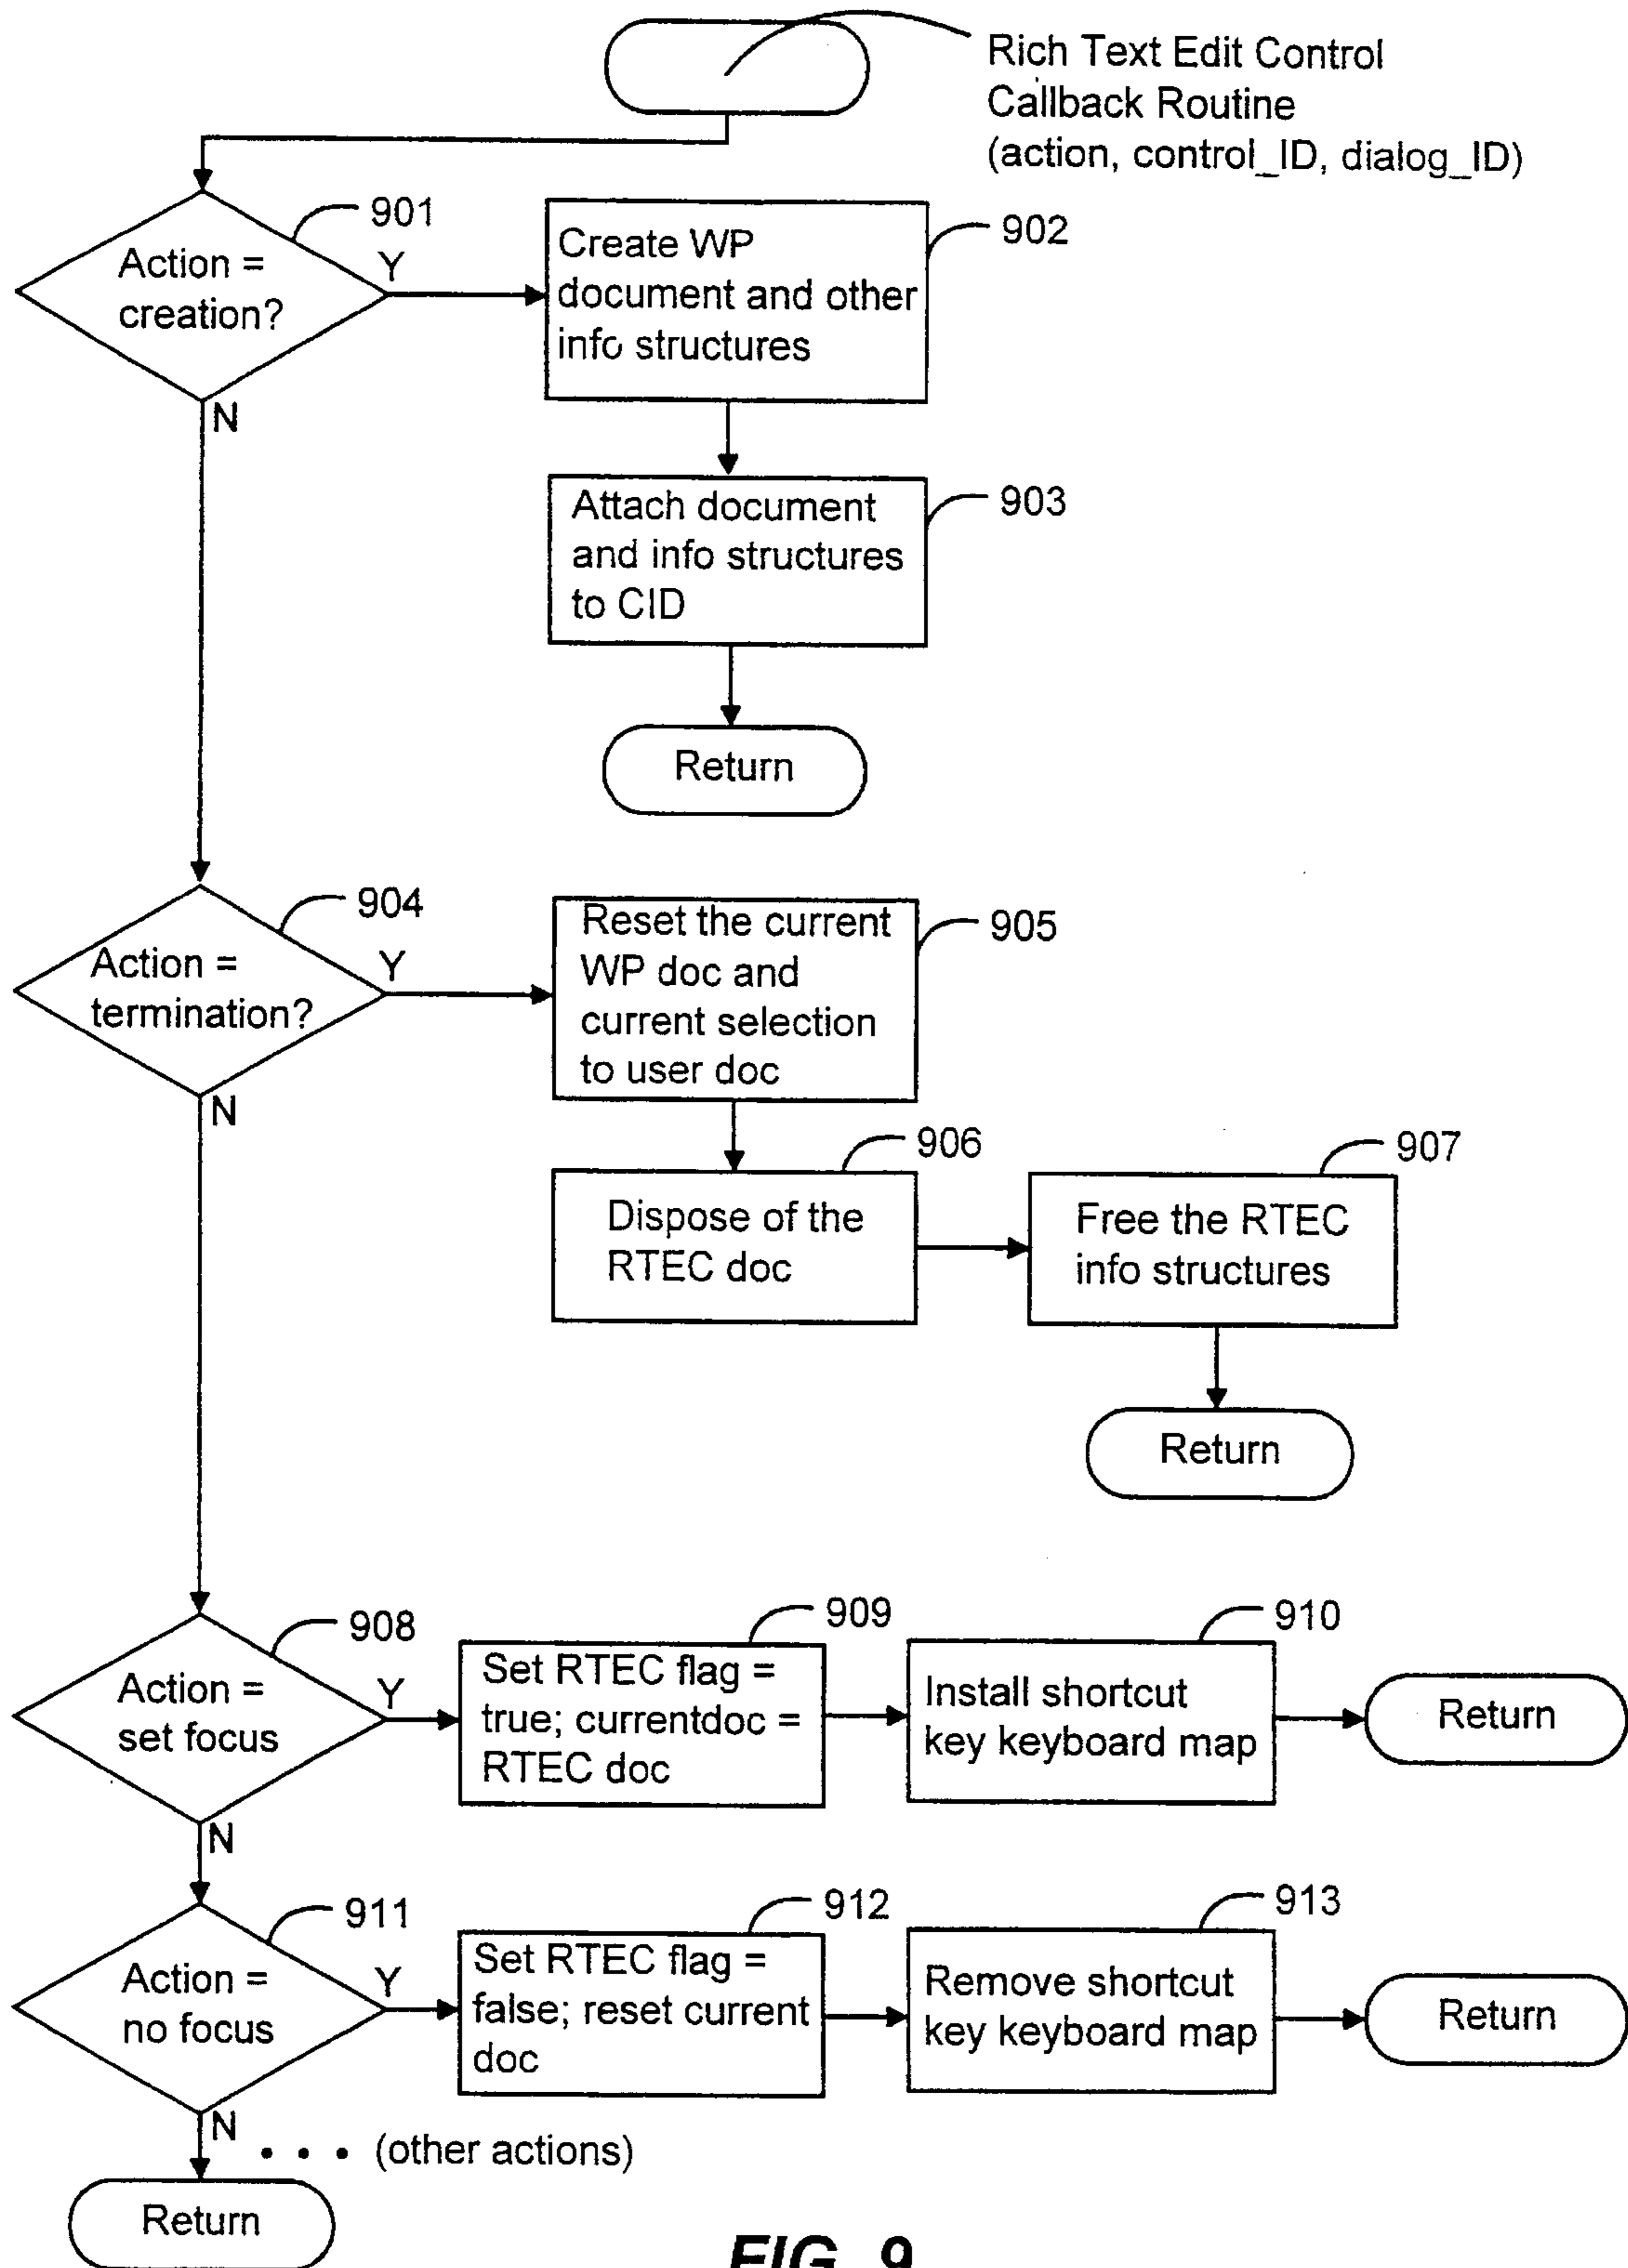 Rich Text Edit Control
Callback Routine
(action, control_ID, dialog_ID)
901
Action =
creation?
Y
N
902
Create WP
document and other
info structures
903
Attach document
and info structures
to CID
Return
904
Action =
termination?
Y
N
905
Reset the current
WP doc and
current selection
to user doc
906
Dispose of the
RTEC doc
907
Free the RTEC
info structures
Return
908
Action =
set focus
Y
N
909
Set RTEC flag =
true; currentdoc =
RTEC doc
910
Install shortcut
key keyboard map
Return
911
Action =
no focus
Y
N
912
Set RTEC flag =
false; reset current
doc
913
Remove shortcut
key keyboard map
Return
• • • (other actions)
Return
FIG. 9